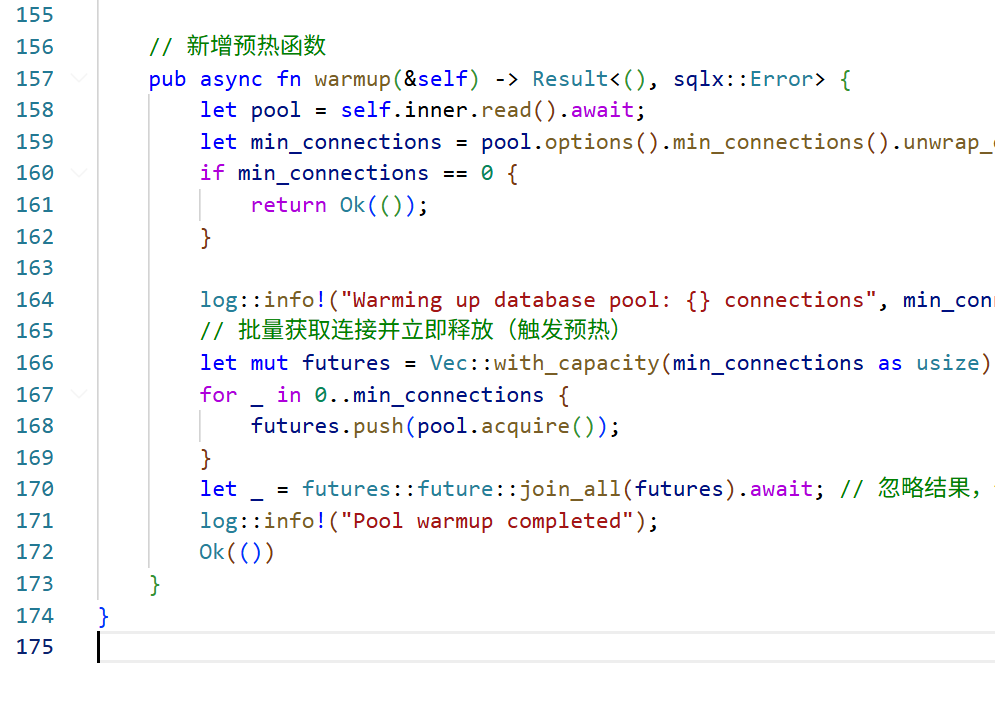 155
156 // 新增预热函数
157 pub async fn warmup(&self) -> Result<(), sqlx::Error> {
158 let pool = self.inner.read().await;
159 let min_connections = pool.options().min_connections().unwrap_
160 if min_connections == 0 {
161 return Ok(());
162 }
163
164 log::info!("Warming up database pool: {} connections", min_con
165 // 批量获取连接并立即释放（触发预热）
166 let mut futures = Vec::with_capacity(min_connections as usize)
167 for _ in 0..min_connections {
168 futures.push(pool.acquire());
169 }
170 let _ = futures::future::join_all(futures).await; // 忽略结果，
171 log::info!("Pool warmup completed");
172 Ok(())
173 }
174 }
175